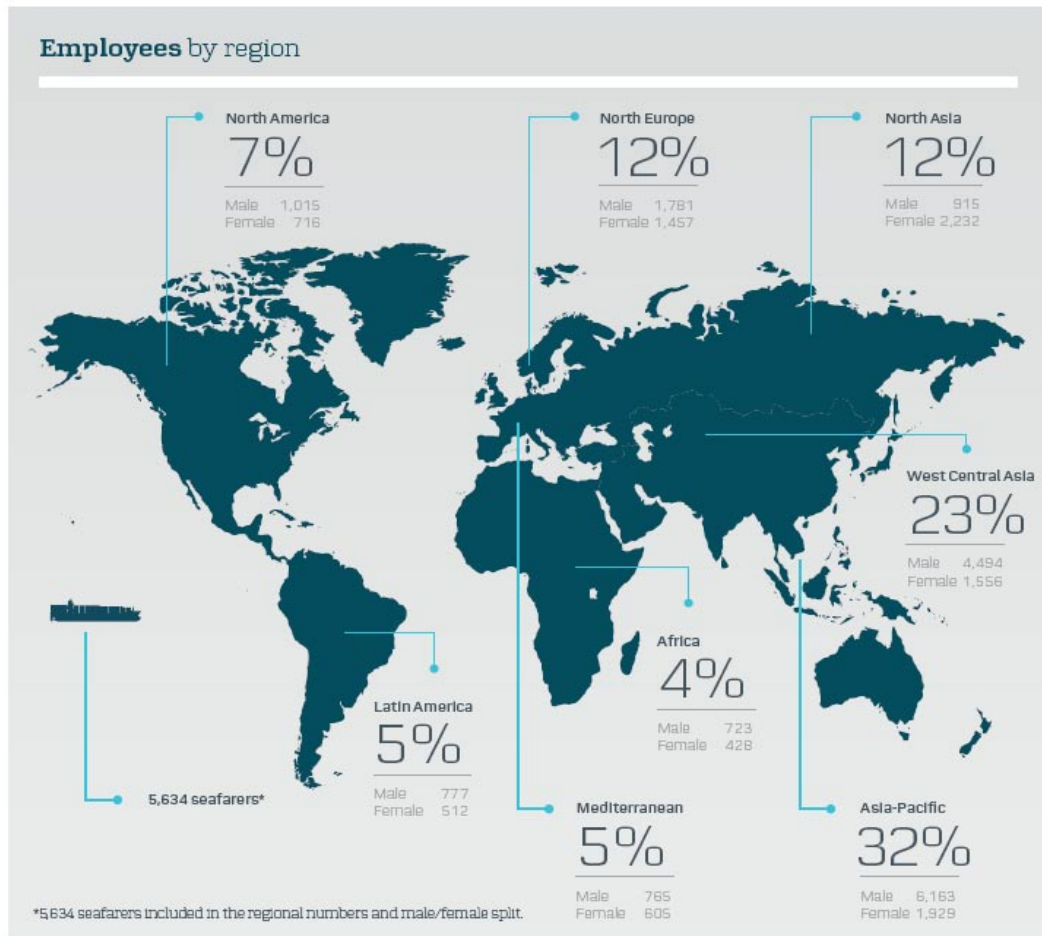 Employees by region
North America
7%
Male 1,015
Female 716
North Europe
12%
Male 1,781
Female 1,457
North Asia
12%
Male 915
Female 2,232
West Central Asia
23%
Male 4,494
Female 1,556
Africa
4%
Male 723
Female 428
Latin America
5%
Male 777
Female 512
5,634 seafarers*
Mediterranean
5%
Male 765
Female 605
Asia-Pacific
32%
Male 6,163
Female 1,929
*5,634 seafarers included in the regional numbers and male/female split.